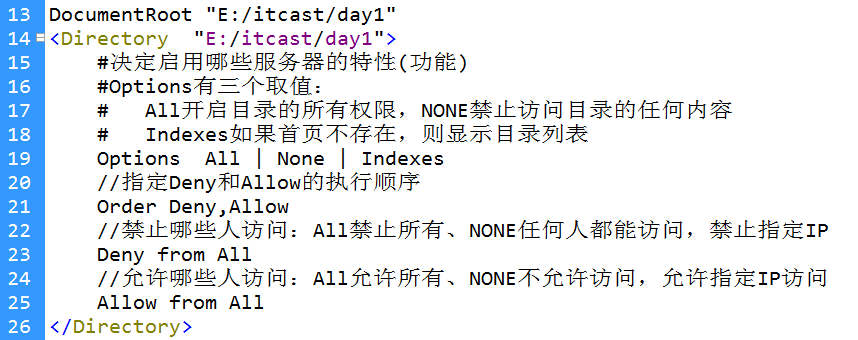 13 DocumentRoot "E:/itcast/day1"
14 <Directory  "E:/itcast/day1">
15     #决定启用哪些服务器的特性(功能)
16     #Options有三个取值:
17     #   All开启目录的所有权限，NONE禁止访问目录的任何内容
18     #   Indexes如果首页不存在，则显示目录列表
19     Options  All | None | Indexes
20     //指定Deny和Allow的执行顺序
21     Order Deny,Allow
22     //禁止哪些人访问：All禁止所有、NONE任何人都能访问，禁止指定IP
23     Deny from All
24     //允许哪些人访问：All允许所有、NONE不允许访问，允许指定IP访问
25     Allow from All
26 </Directory>